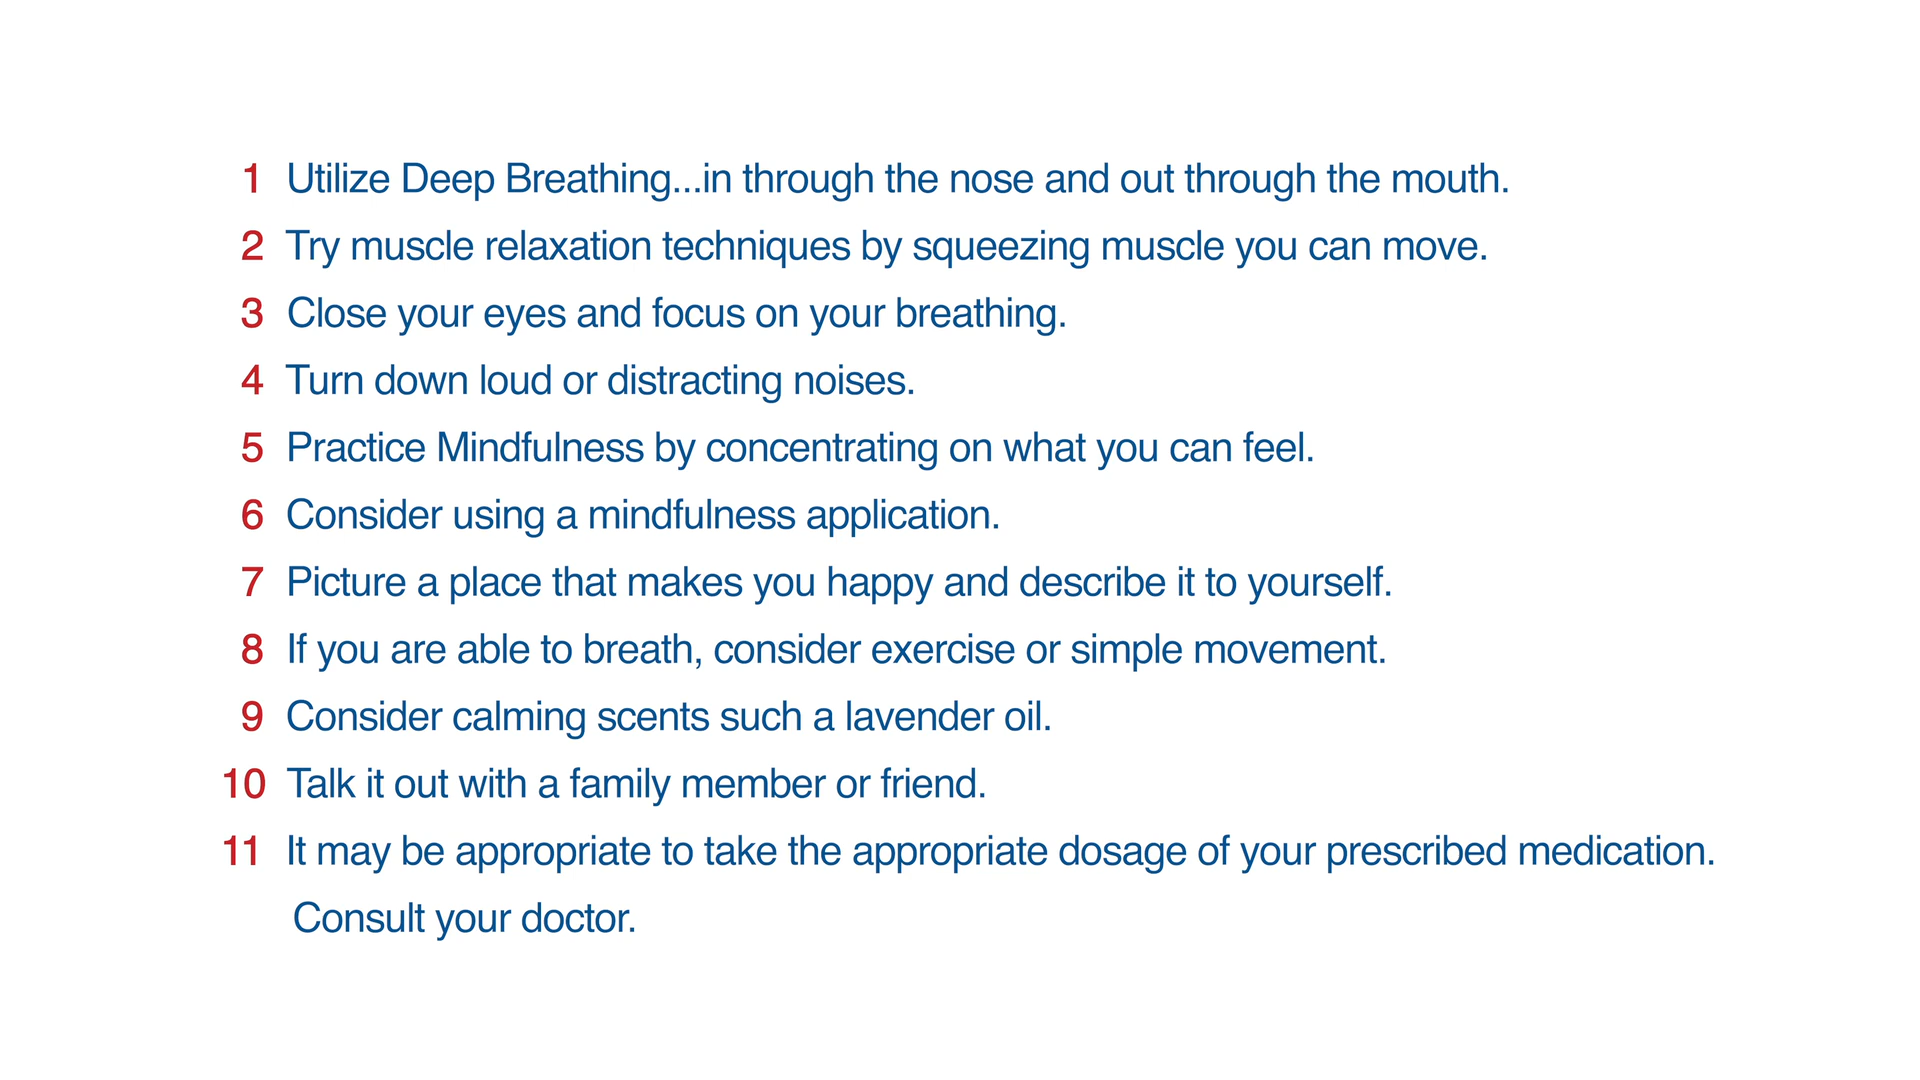 1 Utilize Deep Breathing...in through the nose and out through the mouth.
2 Try muscle relaxation techniques by squeezing muscle you can move.
3 Close your eyes and focus on your breathing.
4 Turn down loud or distracting noises.
5 Practice Mindfulness by concentrating on what you can feel.
6 Consider using a mindfulness application.
7 Picture a place that makes you happy and describe it to yourself.
8 If you are able to breath, consider exercise or simple movement.
9 Consider calming scents such a lavender oil.
10 Talk it out with a family member or friend.
11 It may be appropriate to take the appropriate dosage of your prescribed medication.
Consult your doctor.